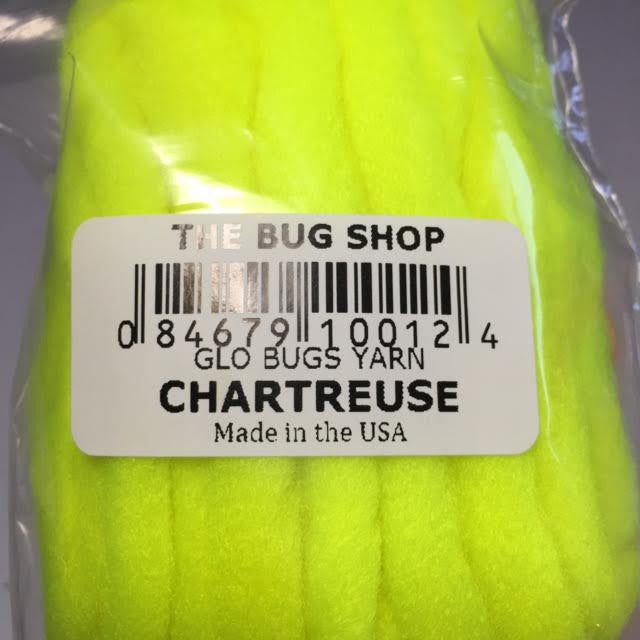 THE BUG SHOP
0 84679 10012 4
GLO BUGS YARN
CHARTREUSE
Made in the USA